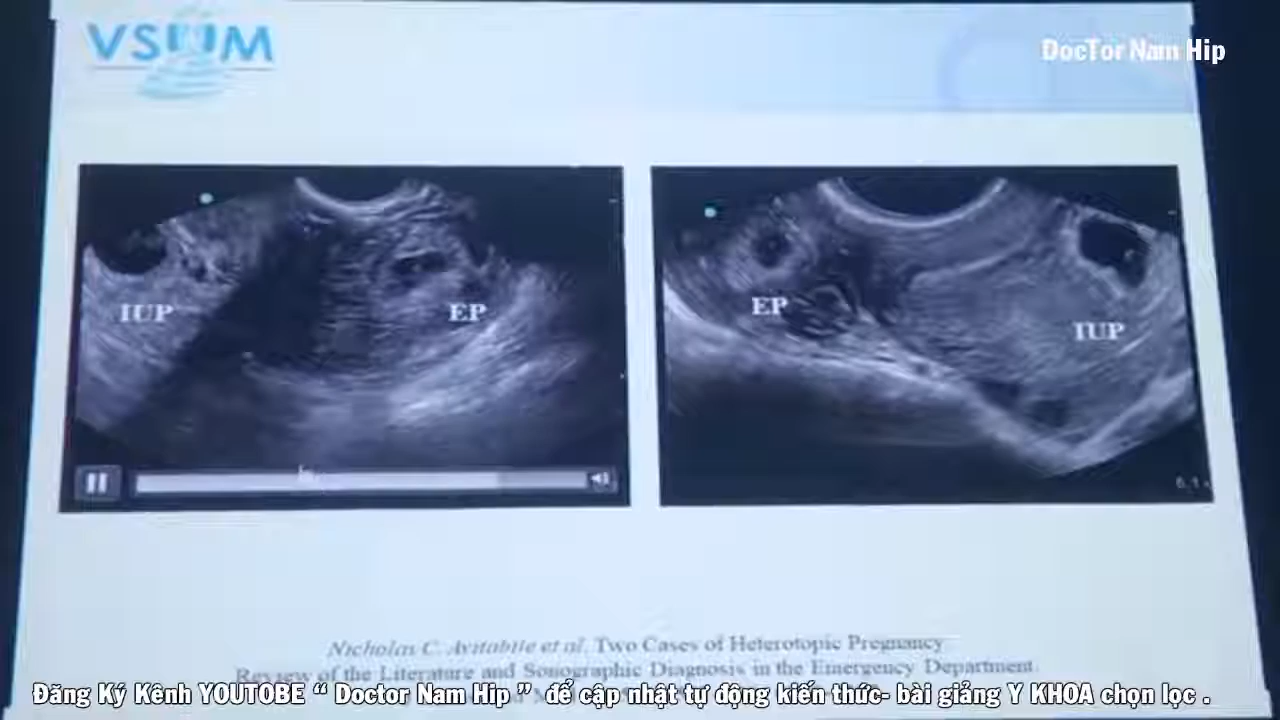 VSUM
DocTor Nam Hip
IUP
EP
EP
IUP
Nicholas C. Avitabile et al. Two Cases of Heterotopic Pregnancy
Review of the Literature and Sonographic Diagnosis in the Emergency Department.
Đăng Ký Kênh YOUTOBE “ Doctor Nam Hip ” để cập nhật tự động kiến thức- bài giảng Y KHOA chọn lọc .